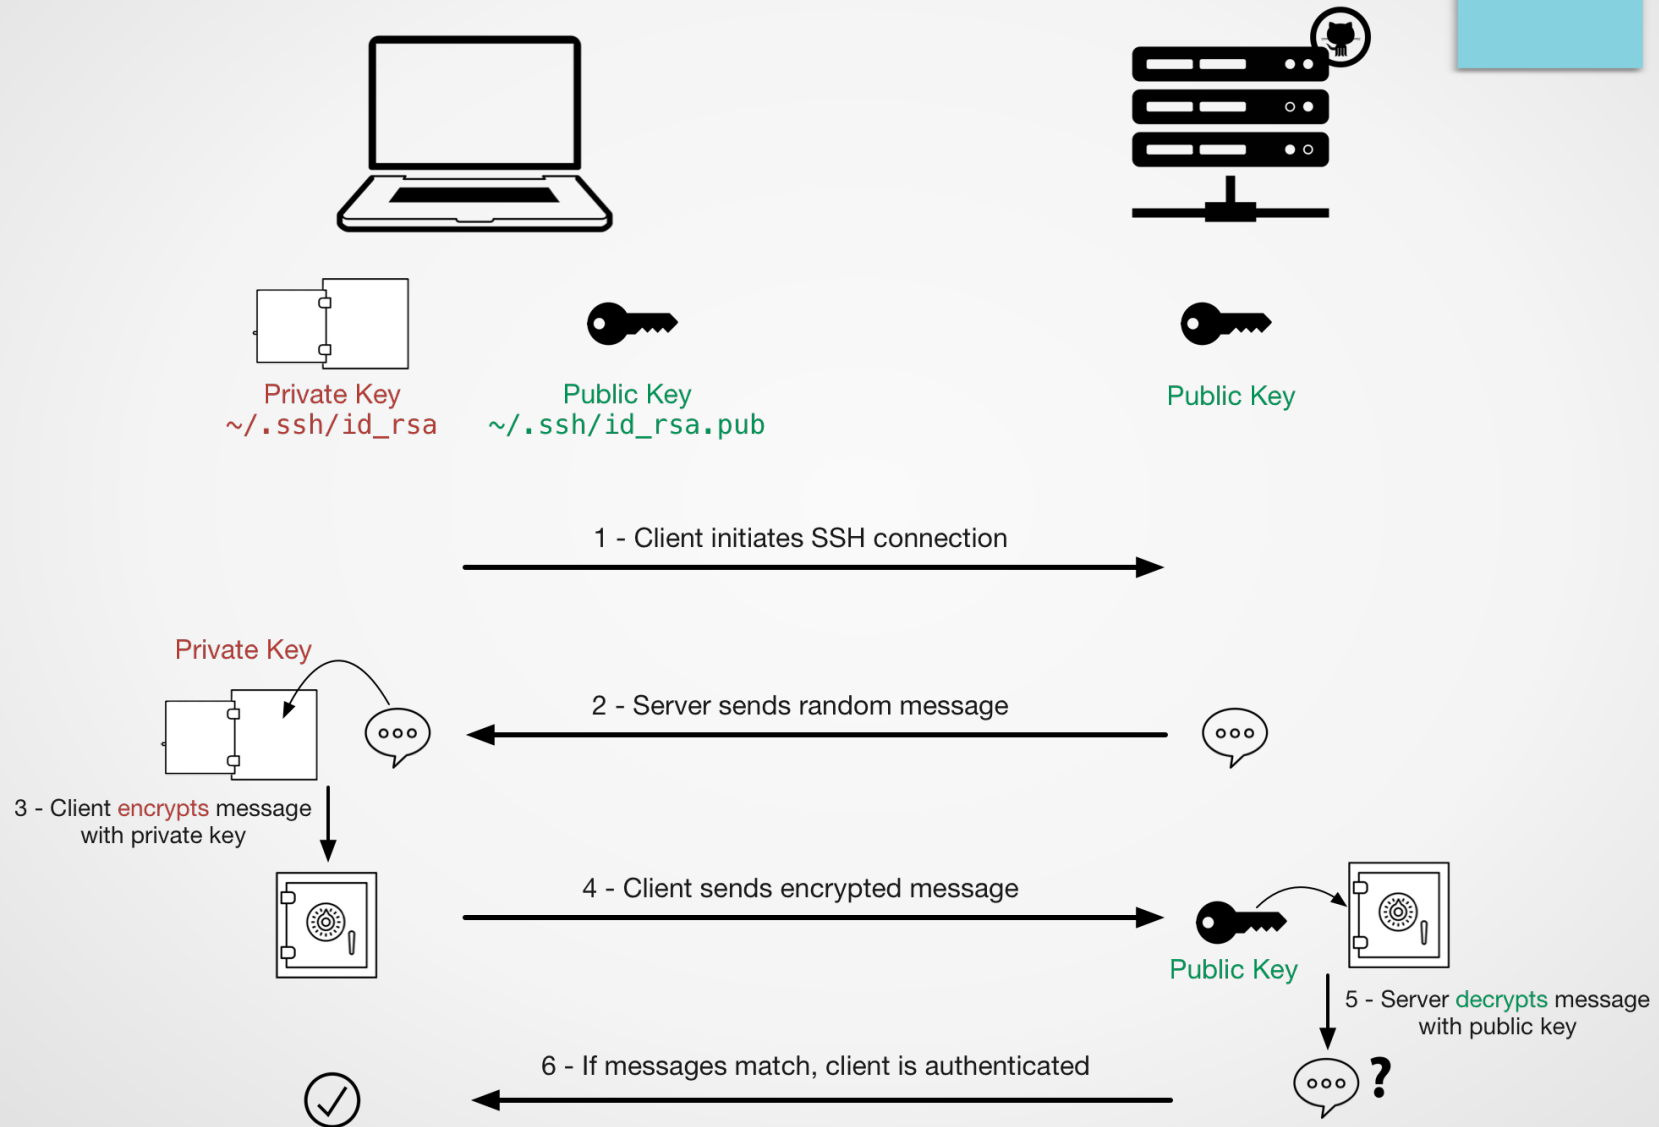 Private Key
~/.ssh/id_rsa
Public Key
~/.ssh/id_rsa.pub
Public Key
1 - Client initiates SSH connection
Private Key
2 - Server sends random message
3 - Client encrypts message
with private key
4 - Client sends encrypted message
Public Key
5 - Server decrypts message
with public key
6 - If messages match, client is authenticated
?